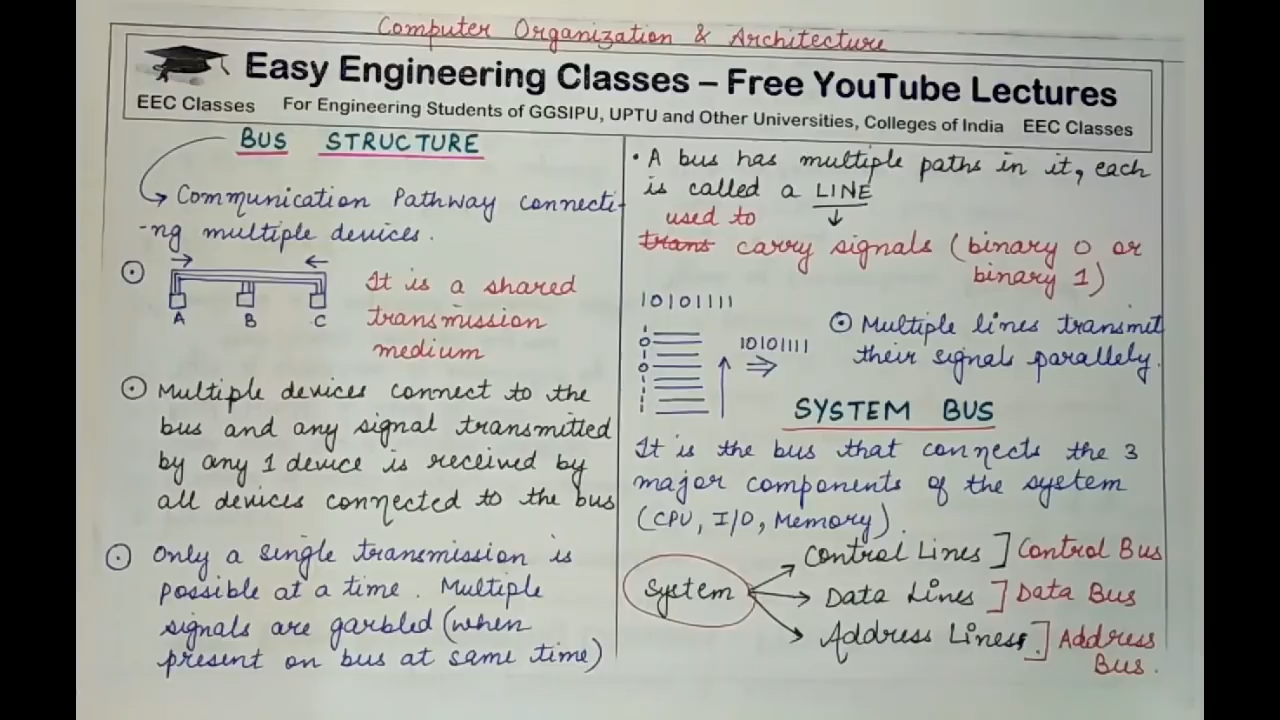 Computer Organization & Architecture
Easy Engineering Classes – Free YouTube Lectures
EEC Classes For Engineering Students of GGSIPU, UPTU and Other Universities, Colleges of India EEC Classes
BUS STRUCTURE
Communication Pathway connecti-
-ng multiple devices.
A B C
It is a shared
transmission
medium
Multiple devices connect to the
bus and any signal transmitted
by any 1 device is received by
all devices connected to the bus
Only a single transmission is
possible at a time. Multiple
signals are garbled (when
present on bus at same time)
• A bus has multiple paths in it, each
is called a LINE
used to
trans carry signals (binary 0 or
binary 1)
10101111
10101111
Multiple lines transmit
their signals parallely.
SYSTEM BUS
It is the bus that connects the 3
major components of the system
(CPU, I/O, Memory).
System
Control Lines ] Control Bus
Data Lines ] Data Bus
Address Lines ] Address
Bus.